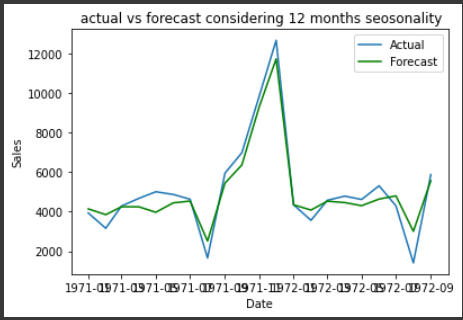 actual vs forecast considering 12 months seosonality
Actual
Forecast
12000
10000
8000
6000
4000
2000
Sales
1971-01 1971-03 1971-05 1971-07 1971-09 1971-11 1972-01 1972-03 1972-05 1972-07 1972-09
Date